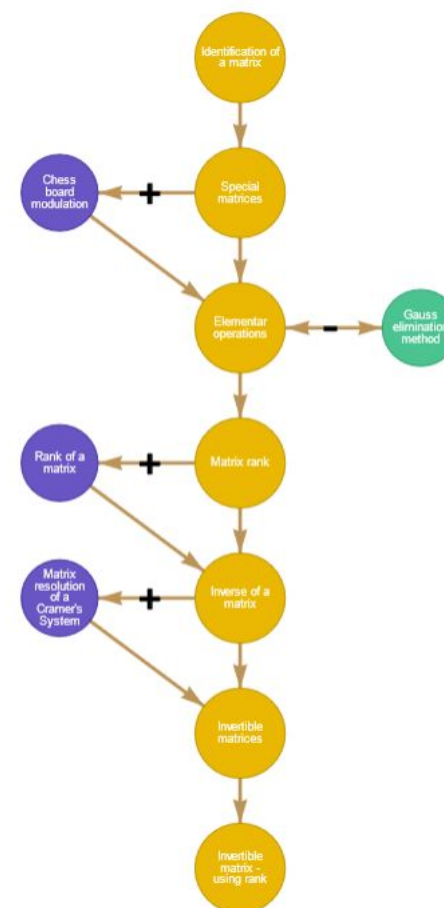 Identification of
a matrix
Chess
board
modulation
+
Special
matrices
Elementar
operations
-
Gauss
elimination
method
Rank of a
matrix
+
Matrix rank
Matrix
resolution
of a
Cramer's
System
+
Inverse of a
matrix
Invertible
matrices
Invertible
matrix -
using rank